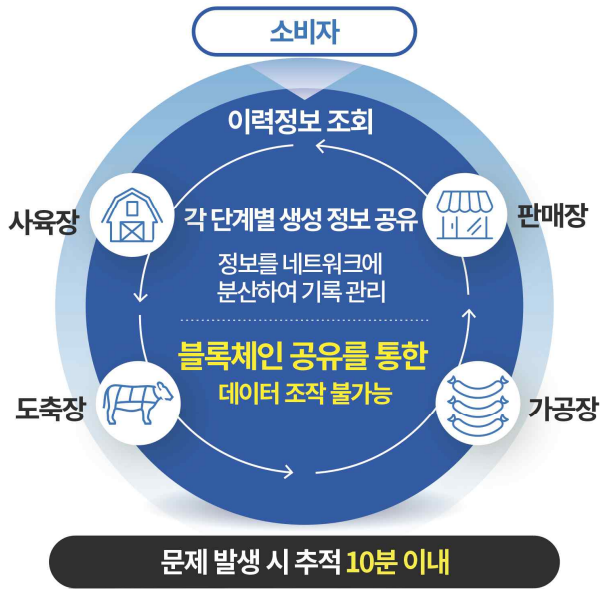 소비자
이력정보 조회
사육장
각 단계별 생성 정보 공유
판매장
정보를 네트워크에
분산하여 기록 관리
블록체인 공유를 통한
데이터 조작 불가능
도축장
가공장
문제 발생 시 추적 10분 이내